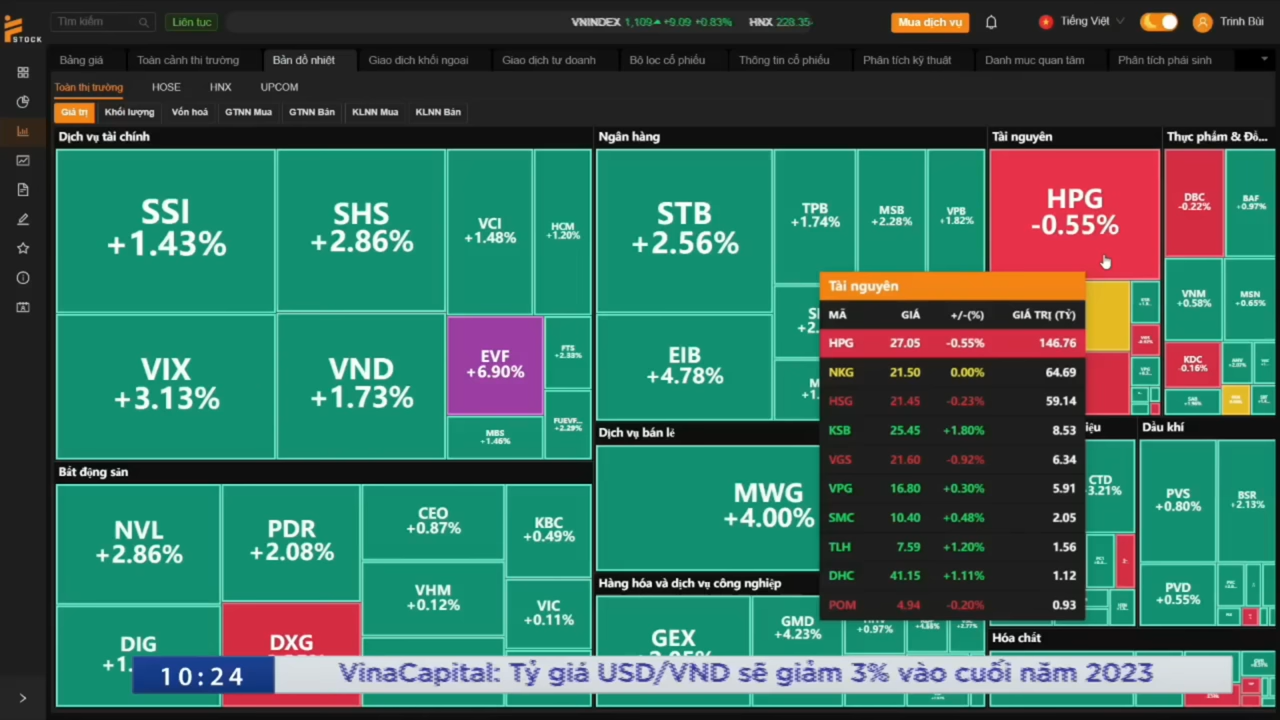 STOCK
Tìm kiếm
Liên tục
VNINDEX 1,109 +9.09 +0.83% HNX 228.35
Mua dịch vụ
Tiếng Việt
Trinh Bùi
Bảng giá
Toàn cảnh thị trường
Bản đồ nhiệt
Giao dịch khối ngoại
Giao dịch tự doanh
Bộ lọc cổ phiếu
Thông tin cổ phiếu
Phân tích kỹ thuật
Danh mục quan tâm
Phân tích phái sinh
Toàn thị trường
HOSE
HNX
UPCOM
Giá trị
Khối lượng
Vốn hoá
GTNN Mua
GTNN Bán
KLNN Mua
KLNN Bán
Dịch vụ tài chính
SSI
+1.43%
SHS
+2.86%
VCI
+1.48%
HCM
+1.20%
VIX
+3.13%
VND
+1.73%
EVF
+6.90%
FTS
+2.33%
MBS
+1.46%
FUEVF...
+2.29%
Ngân hàng
STB
+2.56%
TPB
+1.74%
MSB
+2.28%
VPB
+1.82%
EIB
+4.78%
Tài nguyên
HPG
-0.55%
Thực phẩm & Đồ...
DBC
-0.22%
BAF
+0.97%
VNM
+0.58%
MSN
+0.65%
KDC
-0.16%
Tài nguyên
MÃ GIÁ +/-(%) GIÁ TRỊ (TỶ)
HPG 27.05 -0.55% 146.76
NKG 21.50 0.00% 64.69
HSG 21.45 -0.23% 59.14
KSB 25.45 +1.80% 8.53
VGS 21.60 -0.92% 6.34
VPG 16.80 +0.30% 5.91
SMC 10.40 +0.48% 2.05
TLH 7.59 +1.20% 1.56
DHC 41.15 +1.11% 1.12
POM 4.94 -0.20% 0.93
Dịch vụ bán lẻ
MWG
+4.00%
Hàng hóa và dịch vụ công nghiệp
GEX
GMD
+4.23%
+0.97%
CTD
+3.21%
Dầu khí
PVS
+0.80%
BSR
+2.13%
PVD
+0.55%
Hóa chất
Bất động sản
NVL
+2.86%
PDR
+2.08%
CEO
+0.87%
KBC
+0.49%
VHM
+0.12%
VIC
+0.11%
DIG
DXG
10:24
VinaCapital: Tỷ giá USD/VND sẽ giảm 3% vào cuối năm 2023